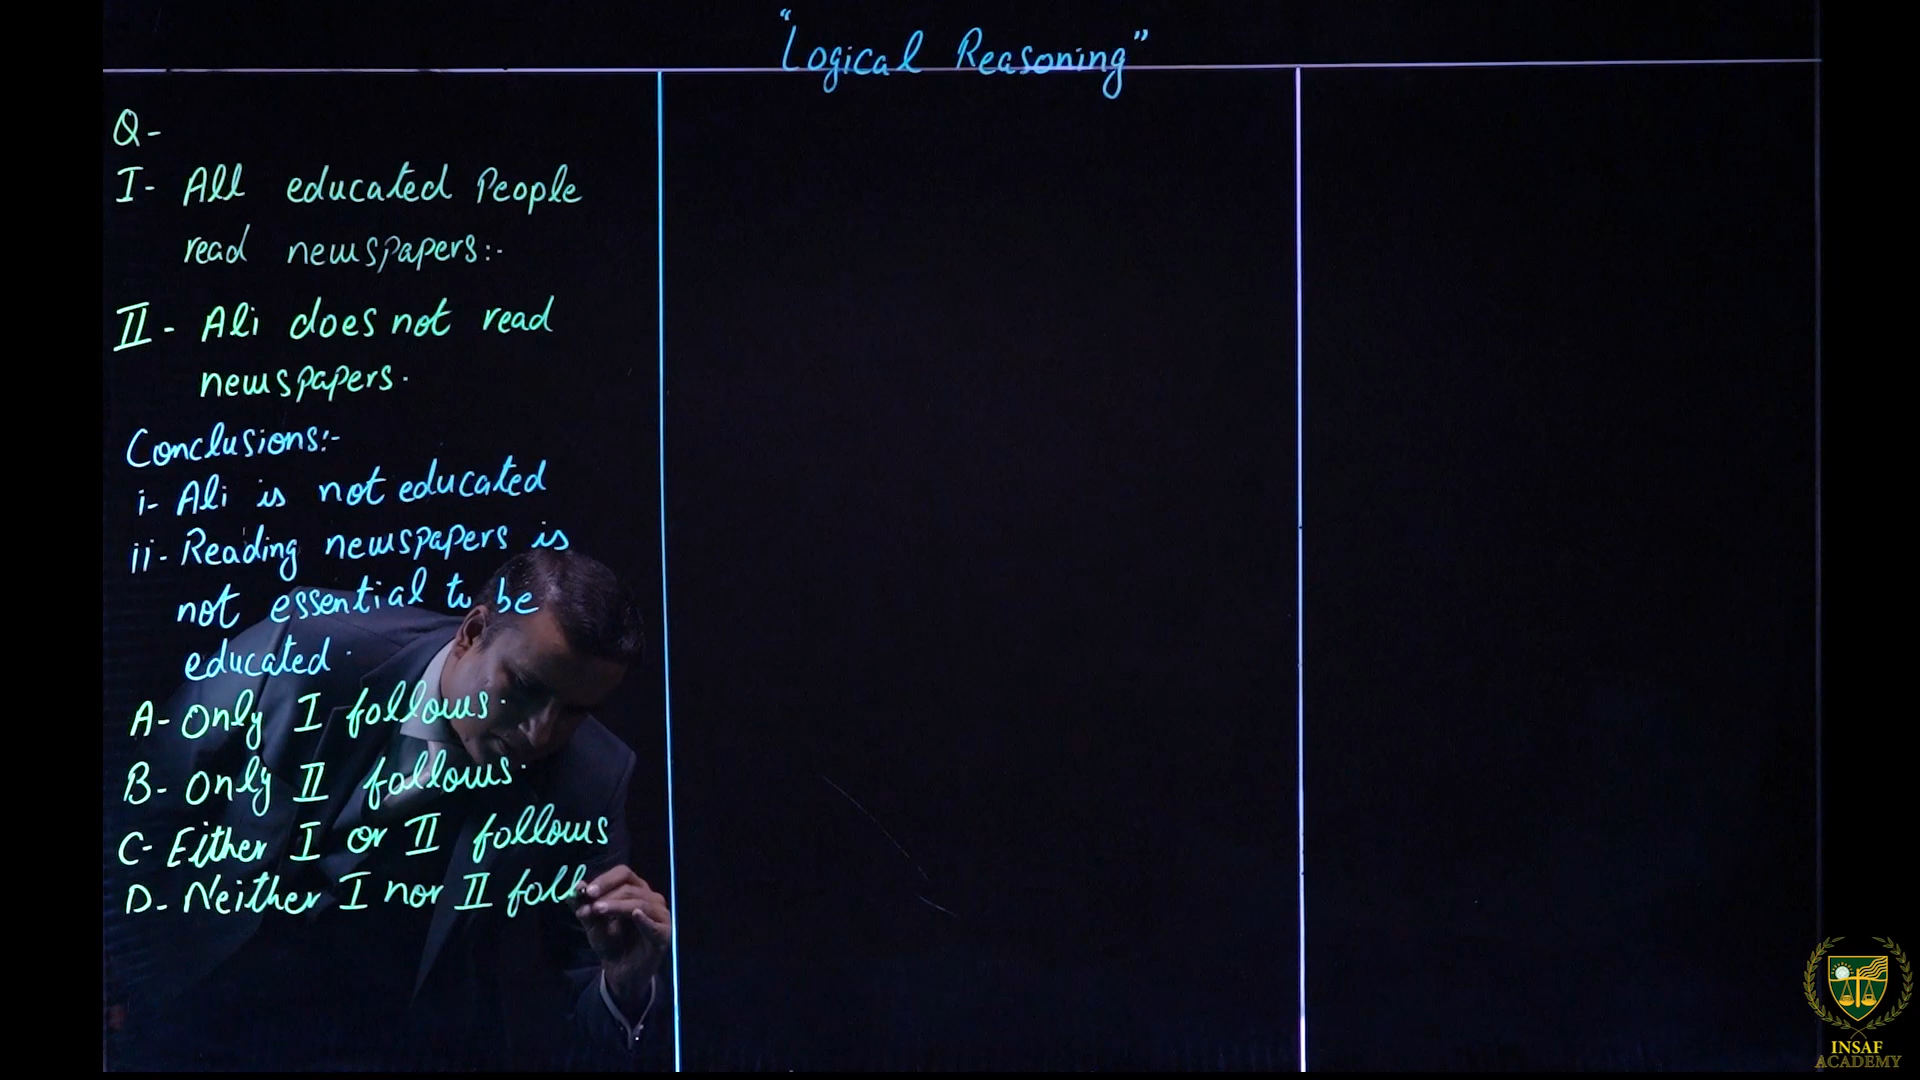 "Logical Reasoning"
Q-
I- All educated People
read newspapers:-
II- Ali does not read
newspapers.
Conclusions:-
i- Ali is not educated
ii- Reading newspapers is
not essential to be
educated.
A- Only I follows.
B- only II follows.
C- Either I or II follows
D- Neither I nor II foll
INSAF
ACADEMY